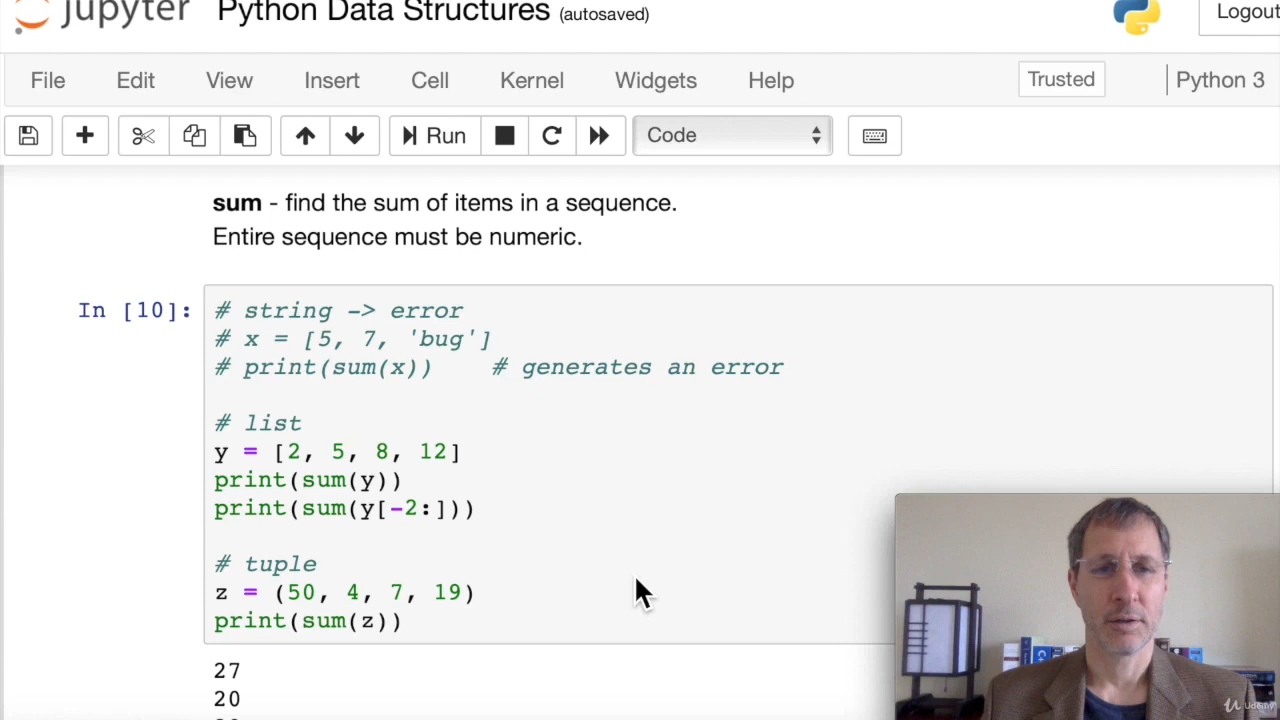 jupyter Python Data Structures (autosaved)
Logout
File Edit View Insert Cell Kernel Widgets Help Trusted Python 3
Run Code
sum - find the sum of items in a sequence.
Entire sequence must be numeric.
In [10]:
# string -> error
# x = [5, 7, 'bug']
# print(sum(x))    # generates an error
# list
y = [2, 5, 8, 12]
print(sum(y))
print(sum(y[-2:]))
# tuple
z = (50, 4, 7, 19)
print(sum(z))
27
20
Udemy